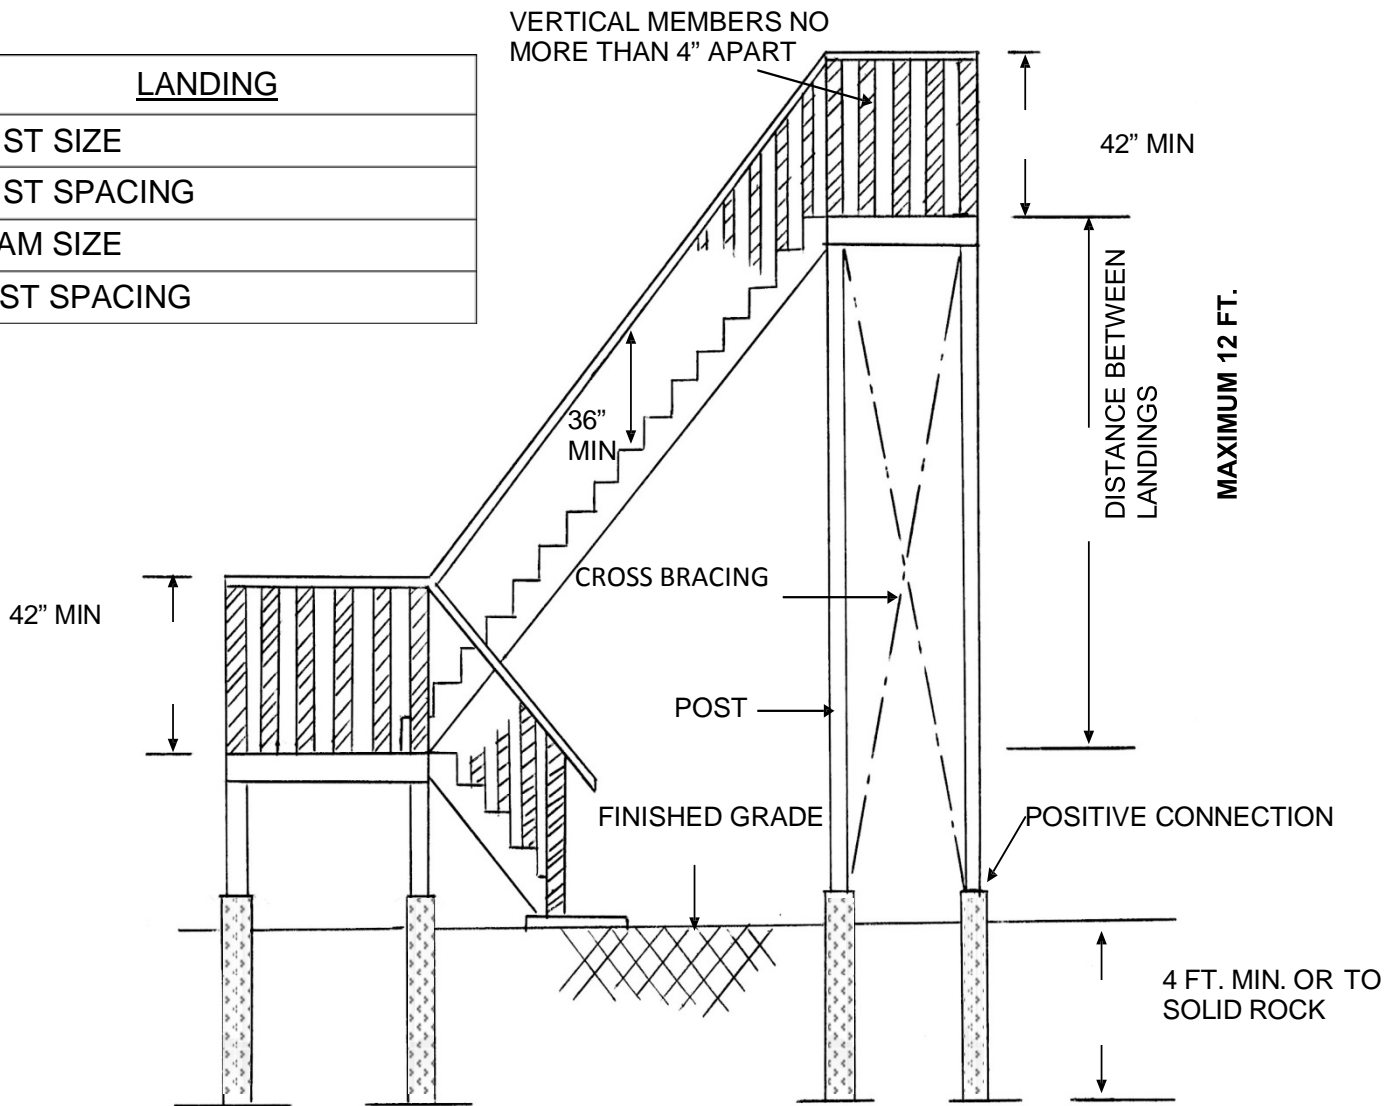 VERTICAL MEMBERS NO
MORE THAN 4” APART
LANDING
ST SIZE
ST SPACING
AM SIZE
ST SPACING
42” MIN
DISTANCE BETWEEN
LANDINGS
MAXIMUM 12 FT.
36”
MIN
CROSS BRACING
42” MIN
POST
FINISHED GRADE
POSITIVE CONNECTION
4 FT. MIN. OR TO
SOLID ROCK